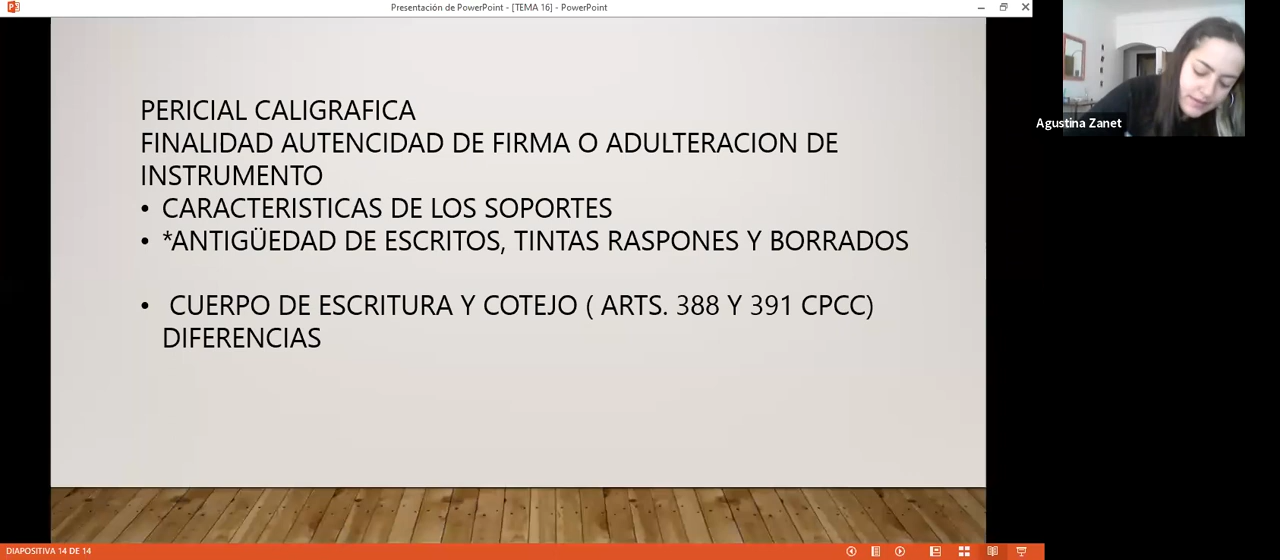 Presentación de PowerPoint - [TEMA 16] - PowerPoint
PERICIAL CALIGRAFICA
FINALIDAD AUTENCIDAD DE FIRMA O ADULTERACION DE
INSTRUMENTO
• CARACTERISTICAS DE LOS SOPORTES
• *ANTIGÜEDAD DE ESCRITOS, TINTAS RASPONES Y BORRADOS
• CUERPO DE ESCRITURA Y COTEJO ( ARTS. 388 Y 391 CPCC)
DIFERENCIAS
Agustina Zanet
DIAPOSITIVA 14 DE 14